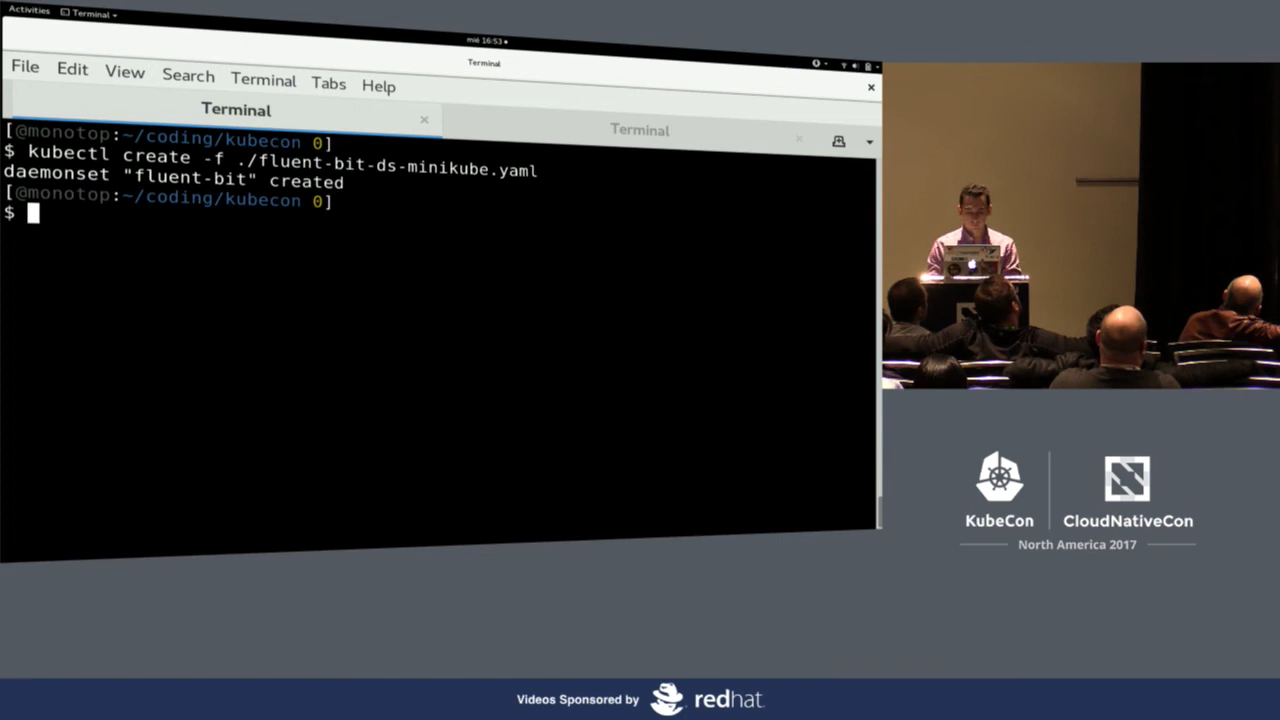 Activities Terminal
mié 16:53
Terminal
File Edit View Search Terminal Tabs Help
Terminal
Terminal
[@monotop:~/coding/kubecon 0]
$ kubectl create -f ./fluent-bit-ds-minikube.yaml
daemonset "fluent-bit" created
[@monotop:~/coding/kubecon 0]
$
KubeCon
CloudNativeCon
North America 2017
Videos Sponsored by
redhat.